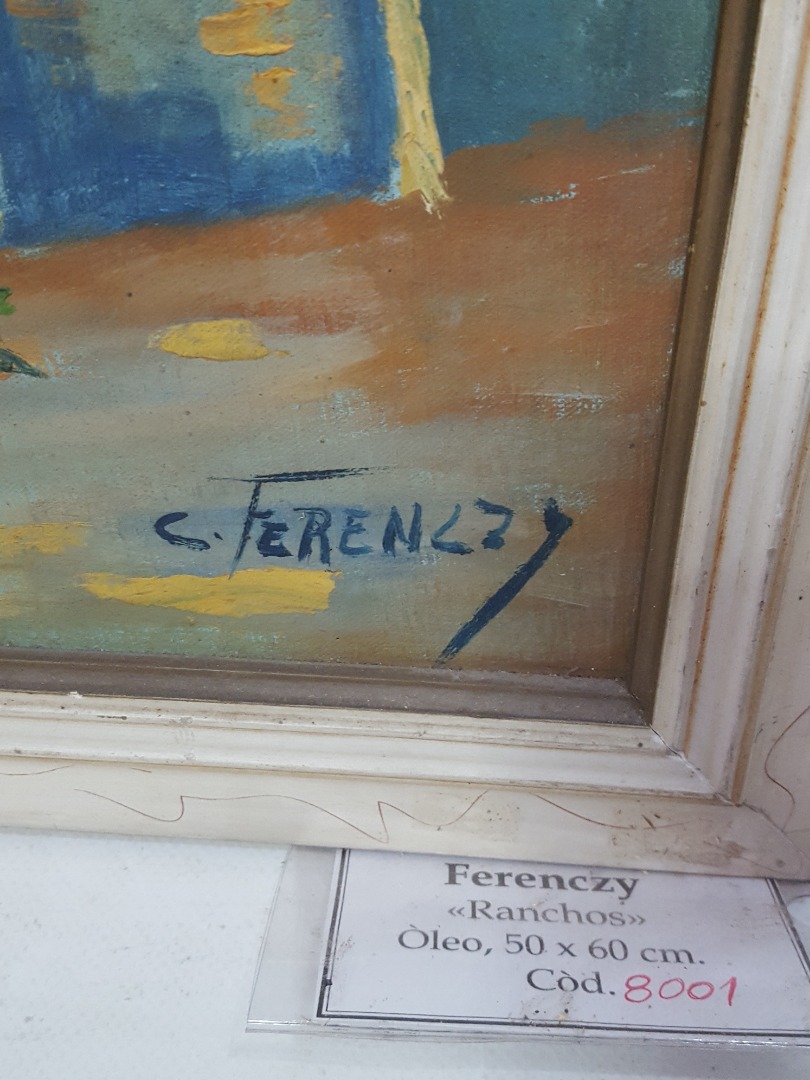 C. FERENCZY
Ferenczy
«Ranchos»
Òleo, 50 x 60 cm.
Còd. 8001